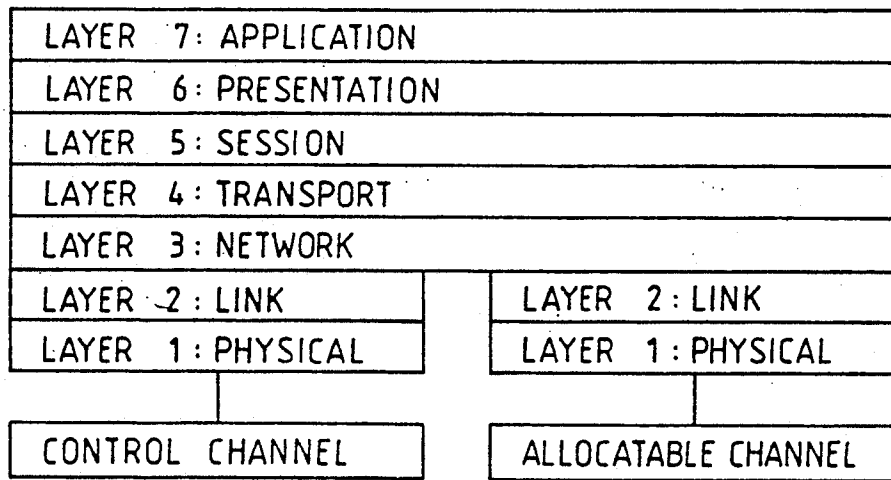 LAYER 7: APPLICATION
LAYER 6: PRESENTATION
LAYER 5: SESSION
LAYER 4: TRANSPORT
LAYER 3: NETWORK
LAYER 2: LINK
LAYER 2: LINK
LAYER 1: PHYSICAL
LAYER 1: PHYSICAL
CONTROL CHANNEL
ALLOCATABLE CHANNEL